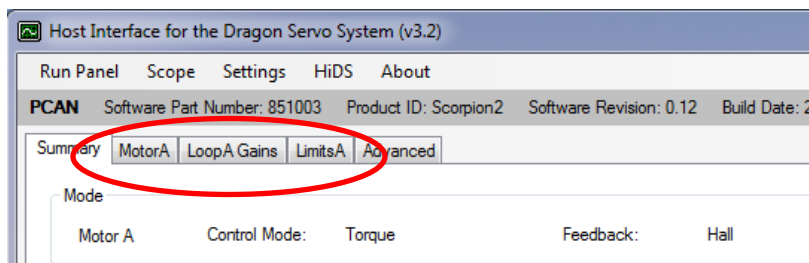 Host Interface for the Dragon Servo System (v3.2)
Run Panel Scope Settings HiDS About
PCAN Software Part Number: 851003 Product ID: Scorpion2 Software Revision: 0.12 Build Date: 2
Summary MotorA LoopA Gains LimitsA Advanced
Mode
Motor A Control Mode: Torque Feedback: Hall